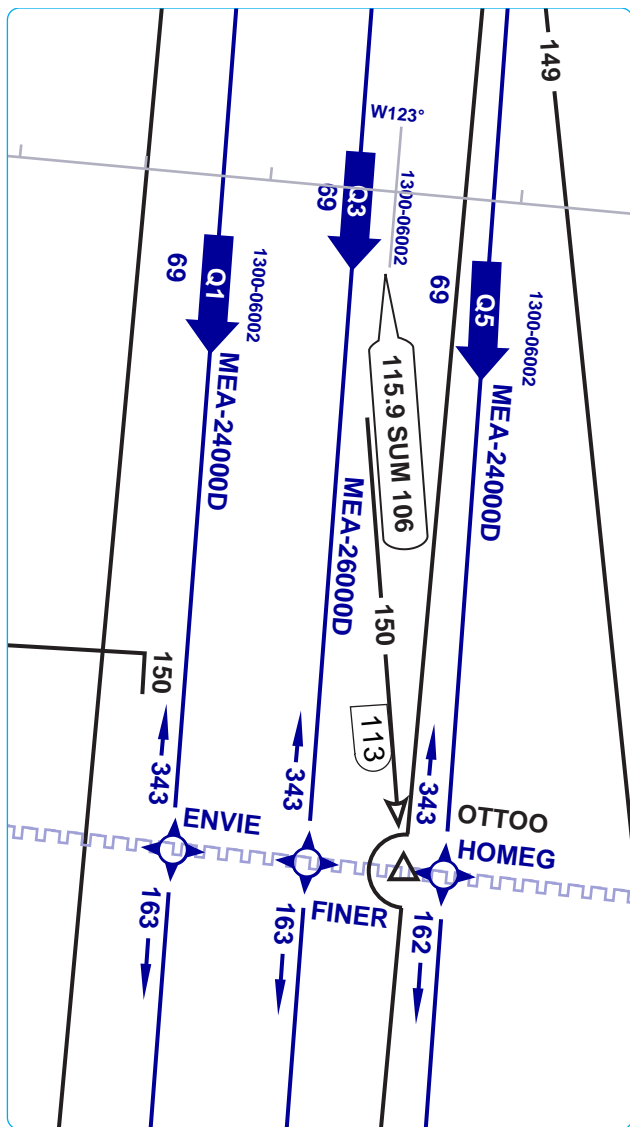 149
W123°
Q3
69
1300-06002
Q1
69
1300-06002
Q5
69
1300-06002
MEA-24000D
115.9 SUM 106
MEA-24000D
MEA-26000D
150
150
113
343
343
343
ENVIE
OTTOO
HOMEG
FINER
163
163
162